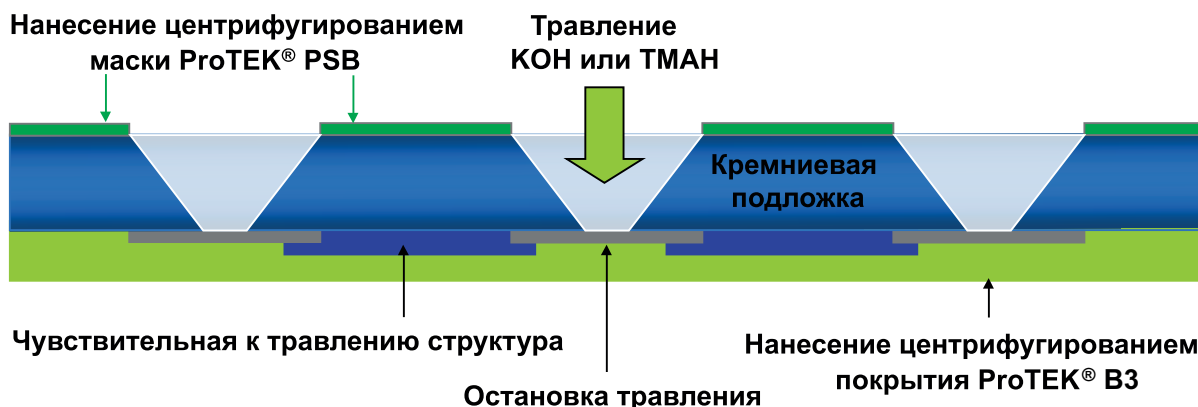 Нанесение центрифугированием
маски ProTEK® PSB
Травление
KOH или TMAH
Кремниевая
подложка
Чувствительная к травлению структура
Остановка травления
Нанесение центрифугированием
покрытия ProTEK® B3